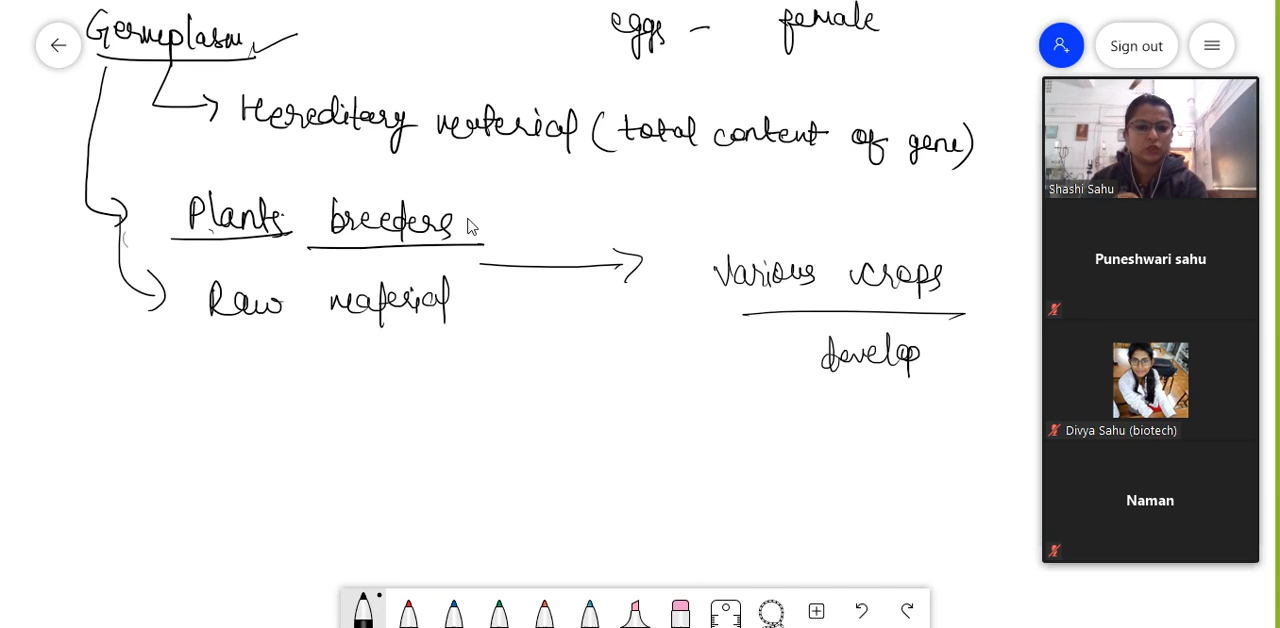 Germplasm
eggs - female
Sign out
Hereditary material (total content of gene)
Shashi Sahu
Plants breeders
Puneshwari sahu
various crops
Raw material
develop
Divya Sahu (biotech)
Naman